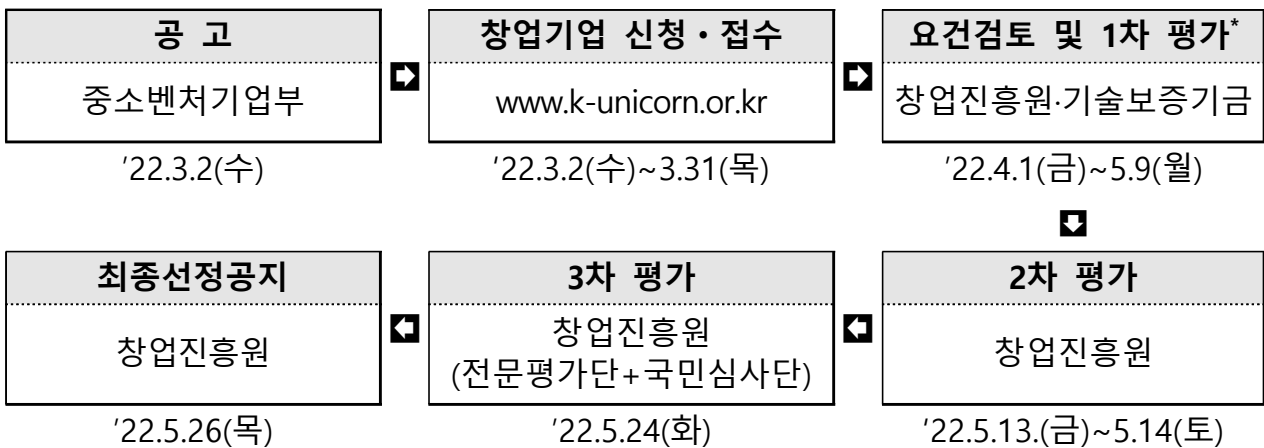 공 고
중소벤처기업부
'22.3.2(수)
창업기업 신청・접수
www.k-unicorn.or.kr
'22.3.2(수)~3.31(목)
요건검토 및 1차 평가*
창업진흥원·기술보증기금
'22.4.1(금)~5.9(월)
2차 평가
창업진흥원
'22.5.13.(금)~5.14(토)
3차 평가
창업진흥원
(전문평가단+국민심사단)
'22.5.24(화)
최종선정공지
창업진흥원
'22.5.26(목)